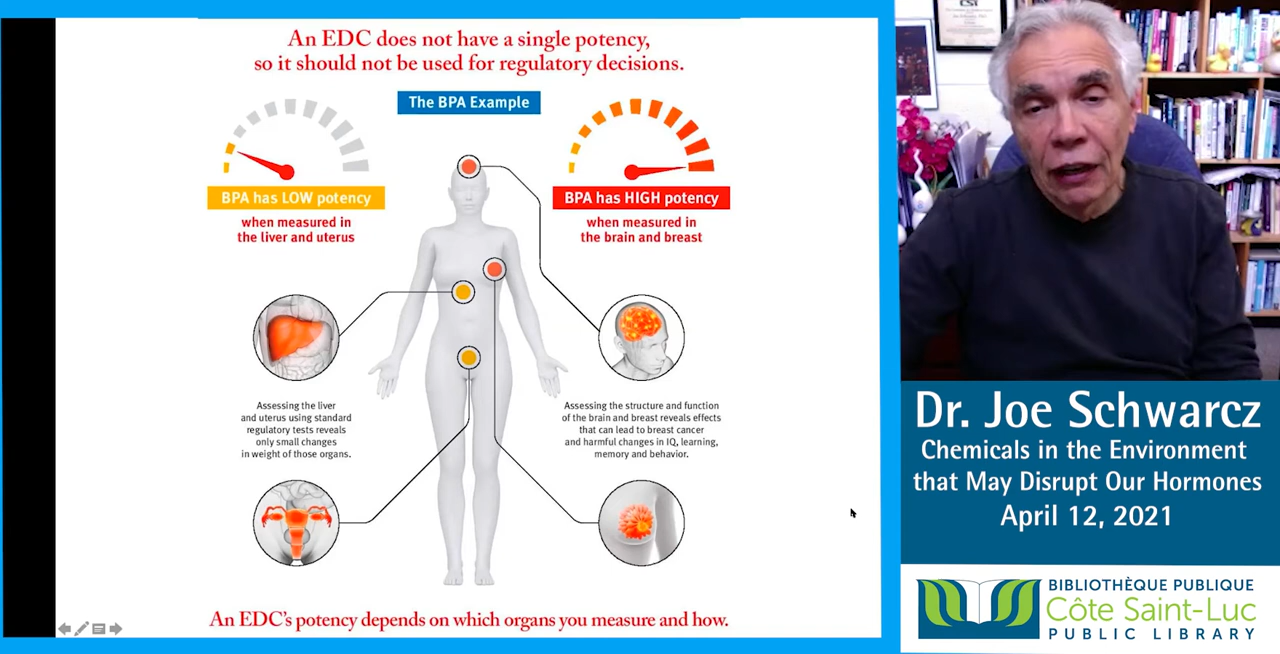 An EDC does not have a single potency,
so it should not be used for regulatory decisions.
The BPA Example
BPA has LOW potency
when measured in
the liver and uterus
BPA has HIGH potency
when measured in
the brain and breast
Assessing the liver
and uterus using standard
regulatory tests reveals
only small changes
in weight of those organs.
Assessing the structure and function
of the brain and breast reveals effects
that can lead to breast cancer
and harmful changes in IQ, learning,
memory and behavior.
An EDC's potency depends on which organs you measure and how.
Dr. Joe Schwarcz
Chemicals in the Environment
that May Disrupt Our Hormones
April 12, 2021
BIBLIOTHÈQUE PUBLIQUE
Côte Saint-Luc
PUBLIC LIBRARY